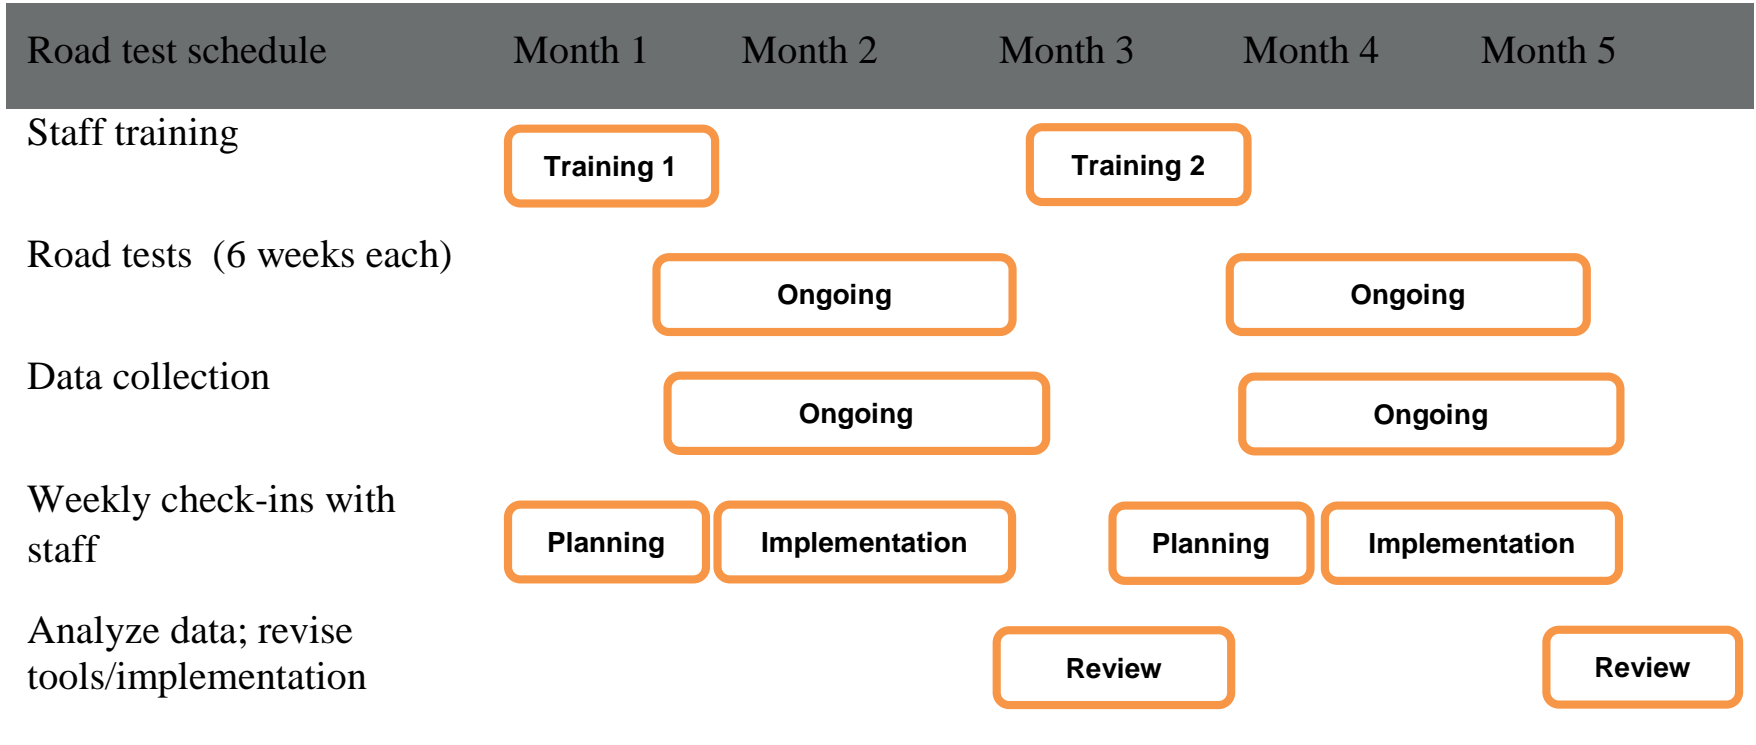 Road test schedule Month 1 Month 2 Month 3 Month 4 Month 5
Staff training
Training 1 Training 2
Road tests  (6 weeks each)
Ongoing Ongoing
Data collection
Ongoing Ongoing
Weekly check-ins with
staff
Planning Implementation Planning Implementation
Analyze data; revise
tools/implementation
Review Review